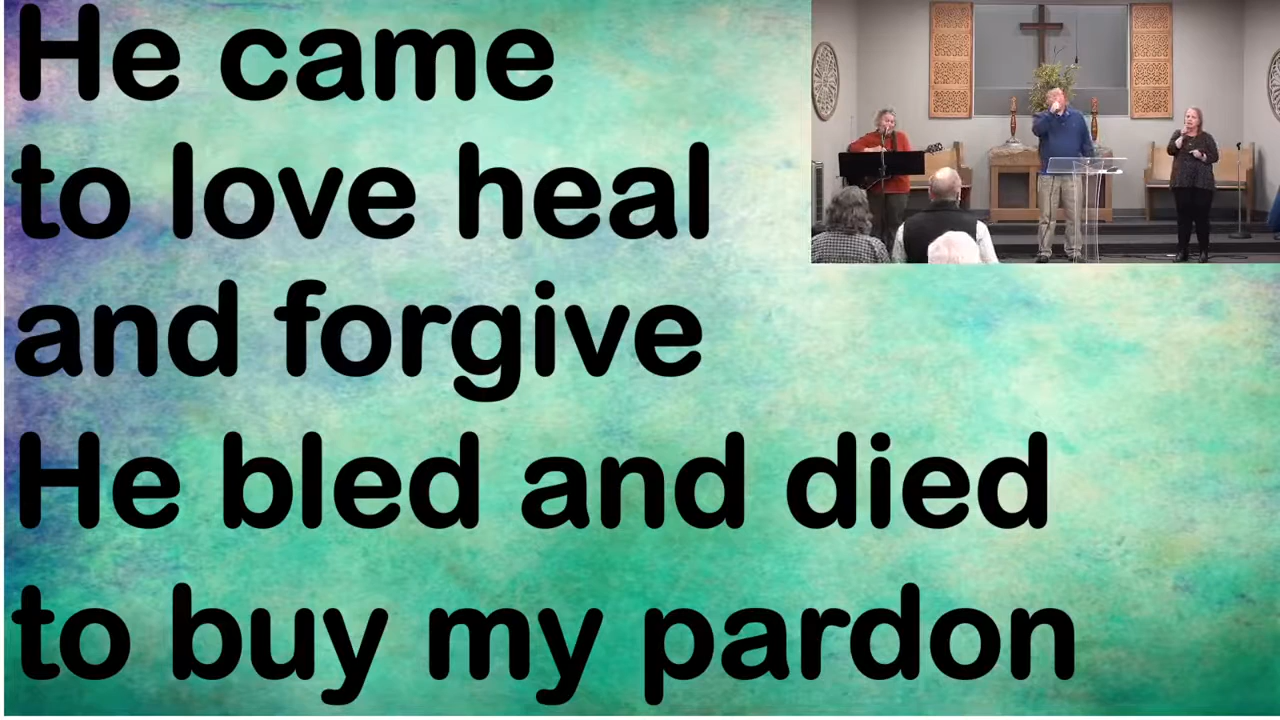 He came
to love heal
and forgive
He bled and died
to buy my pardon